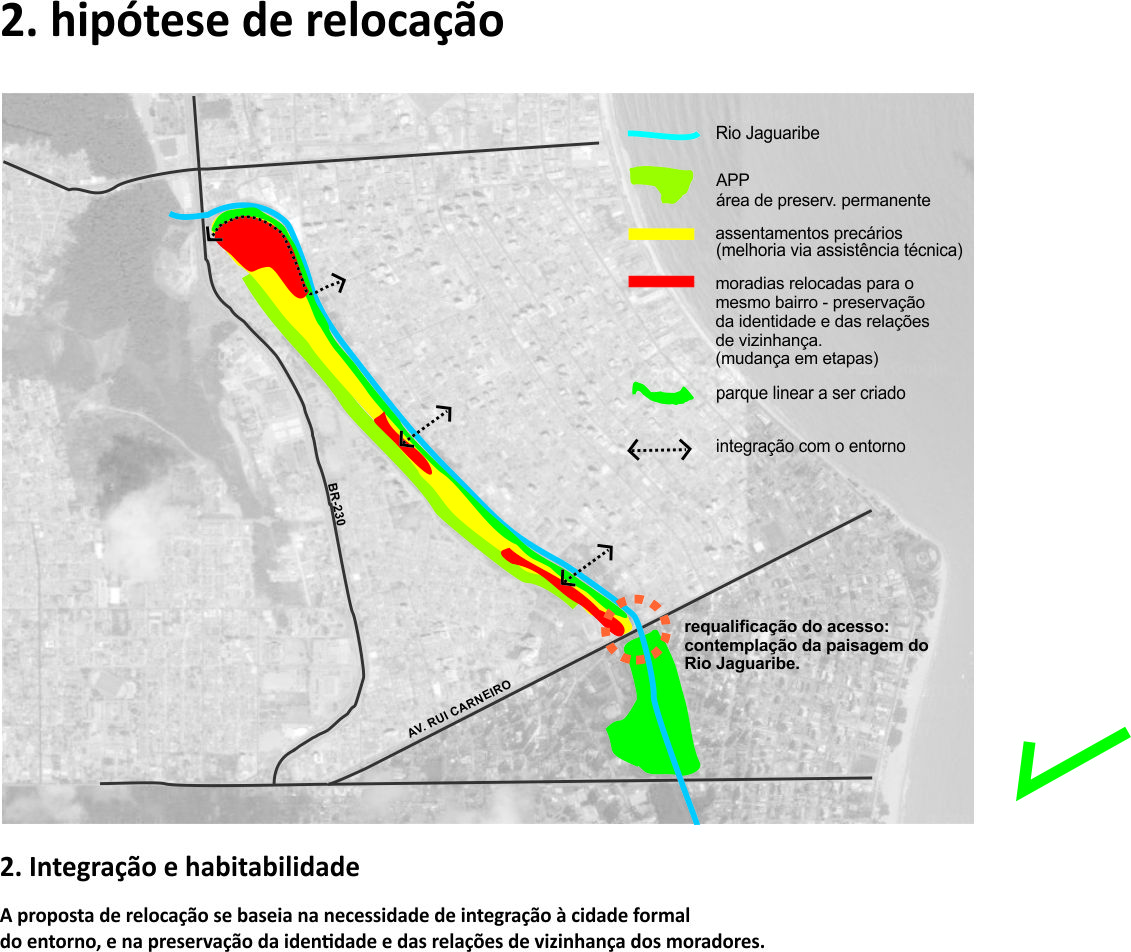 2. hipótese de relocação
Rio Jaguaribe
APP
área de preserv. permanente
assentamentos precários
(melhoria via assistência técnica)
moradias relocadas para o
mesmo bairro - preservação
da identidade e das relações
de vizinhança.
(mudança em etapas)
parque linear a ser criado
integração com o entorno
BR-230
requalificação do acesso:
contemplação da paisagem do
Rio Jaguaribe.
AV. RUI CARNEIRO
2. Integração e habitabilidade
A proposta de relocação se baseia na necessidade de integração à cidade formal
do entorno, e na preservação da identidade e das relações de vizinhança dos moradores.